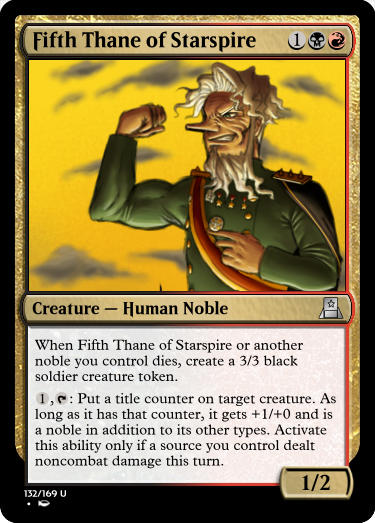 Fifth Thane of Starspire 1
Creature — Human Noble
When Fifth Thane of Starspire or another
noble you control dies, create a 3/3 black
soldier creature token.
1,: Put a title counter on target creature. As
long as it has that counter, it gets +1/+0 and is
a noble in addition to its other types. Activate
this ability only if a source you control dealt
noncombat damage this turn.
1/2
132/169 U